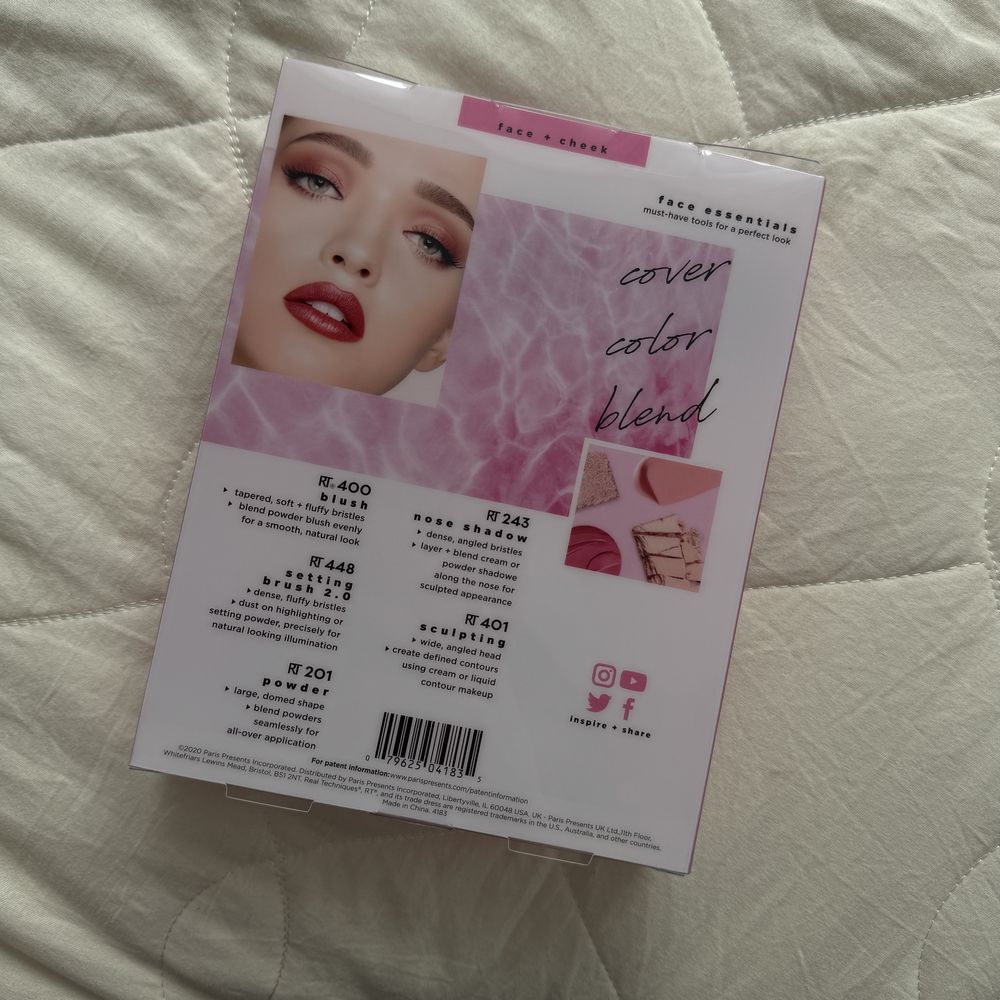 face + cheek
face essentials
must-have tools for a perfect look
cover
color
blend
RT® 400
blush
▸ tapered, soft + fluffy bristles
▸ blend powder blush evenly
for a smooth, natural look
RT 448
setting
brush 2.0
▸ dense, fluffy bristles
▸ dust on highlighting or
setting powder, precisely for
natural looking illumination
RT 201
powder
▸ large, domed shape
▸ blend powders
seamlessly for
all-over application
RT 243
nose shadow
▸ dense, angled bristles
▸ layer + blend cream or
powder shadowe
along the nose for
sculpted appearance
RT 401
sculpting
▸ wide, angled head
▸ create defined contours
using cream or liquid
contour makeup
inspire + share
0 79625 04183 5
For patent information:www.parispresents.com/patentinformation
©2020 Paris Presents Incorporated. Distributed by Paris Presents Incorporated, Libertyville, IL 60048 USA. UK - Paris Presents UK Ltd.,11th Floor,
Whitefriars Lewins Mead, Bristol, BS1 2NT. Real Techniques®, RT®, and its trade dress are registered trademarks in the U.S., Australia, and other countries.
Made in China. 4183